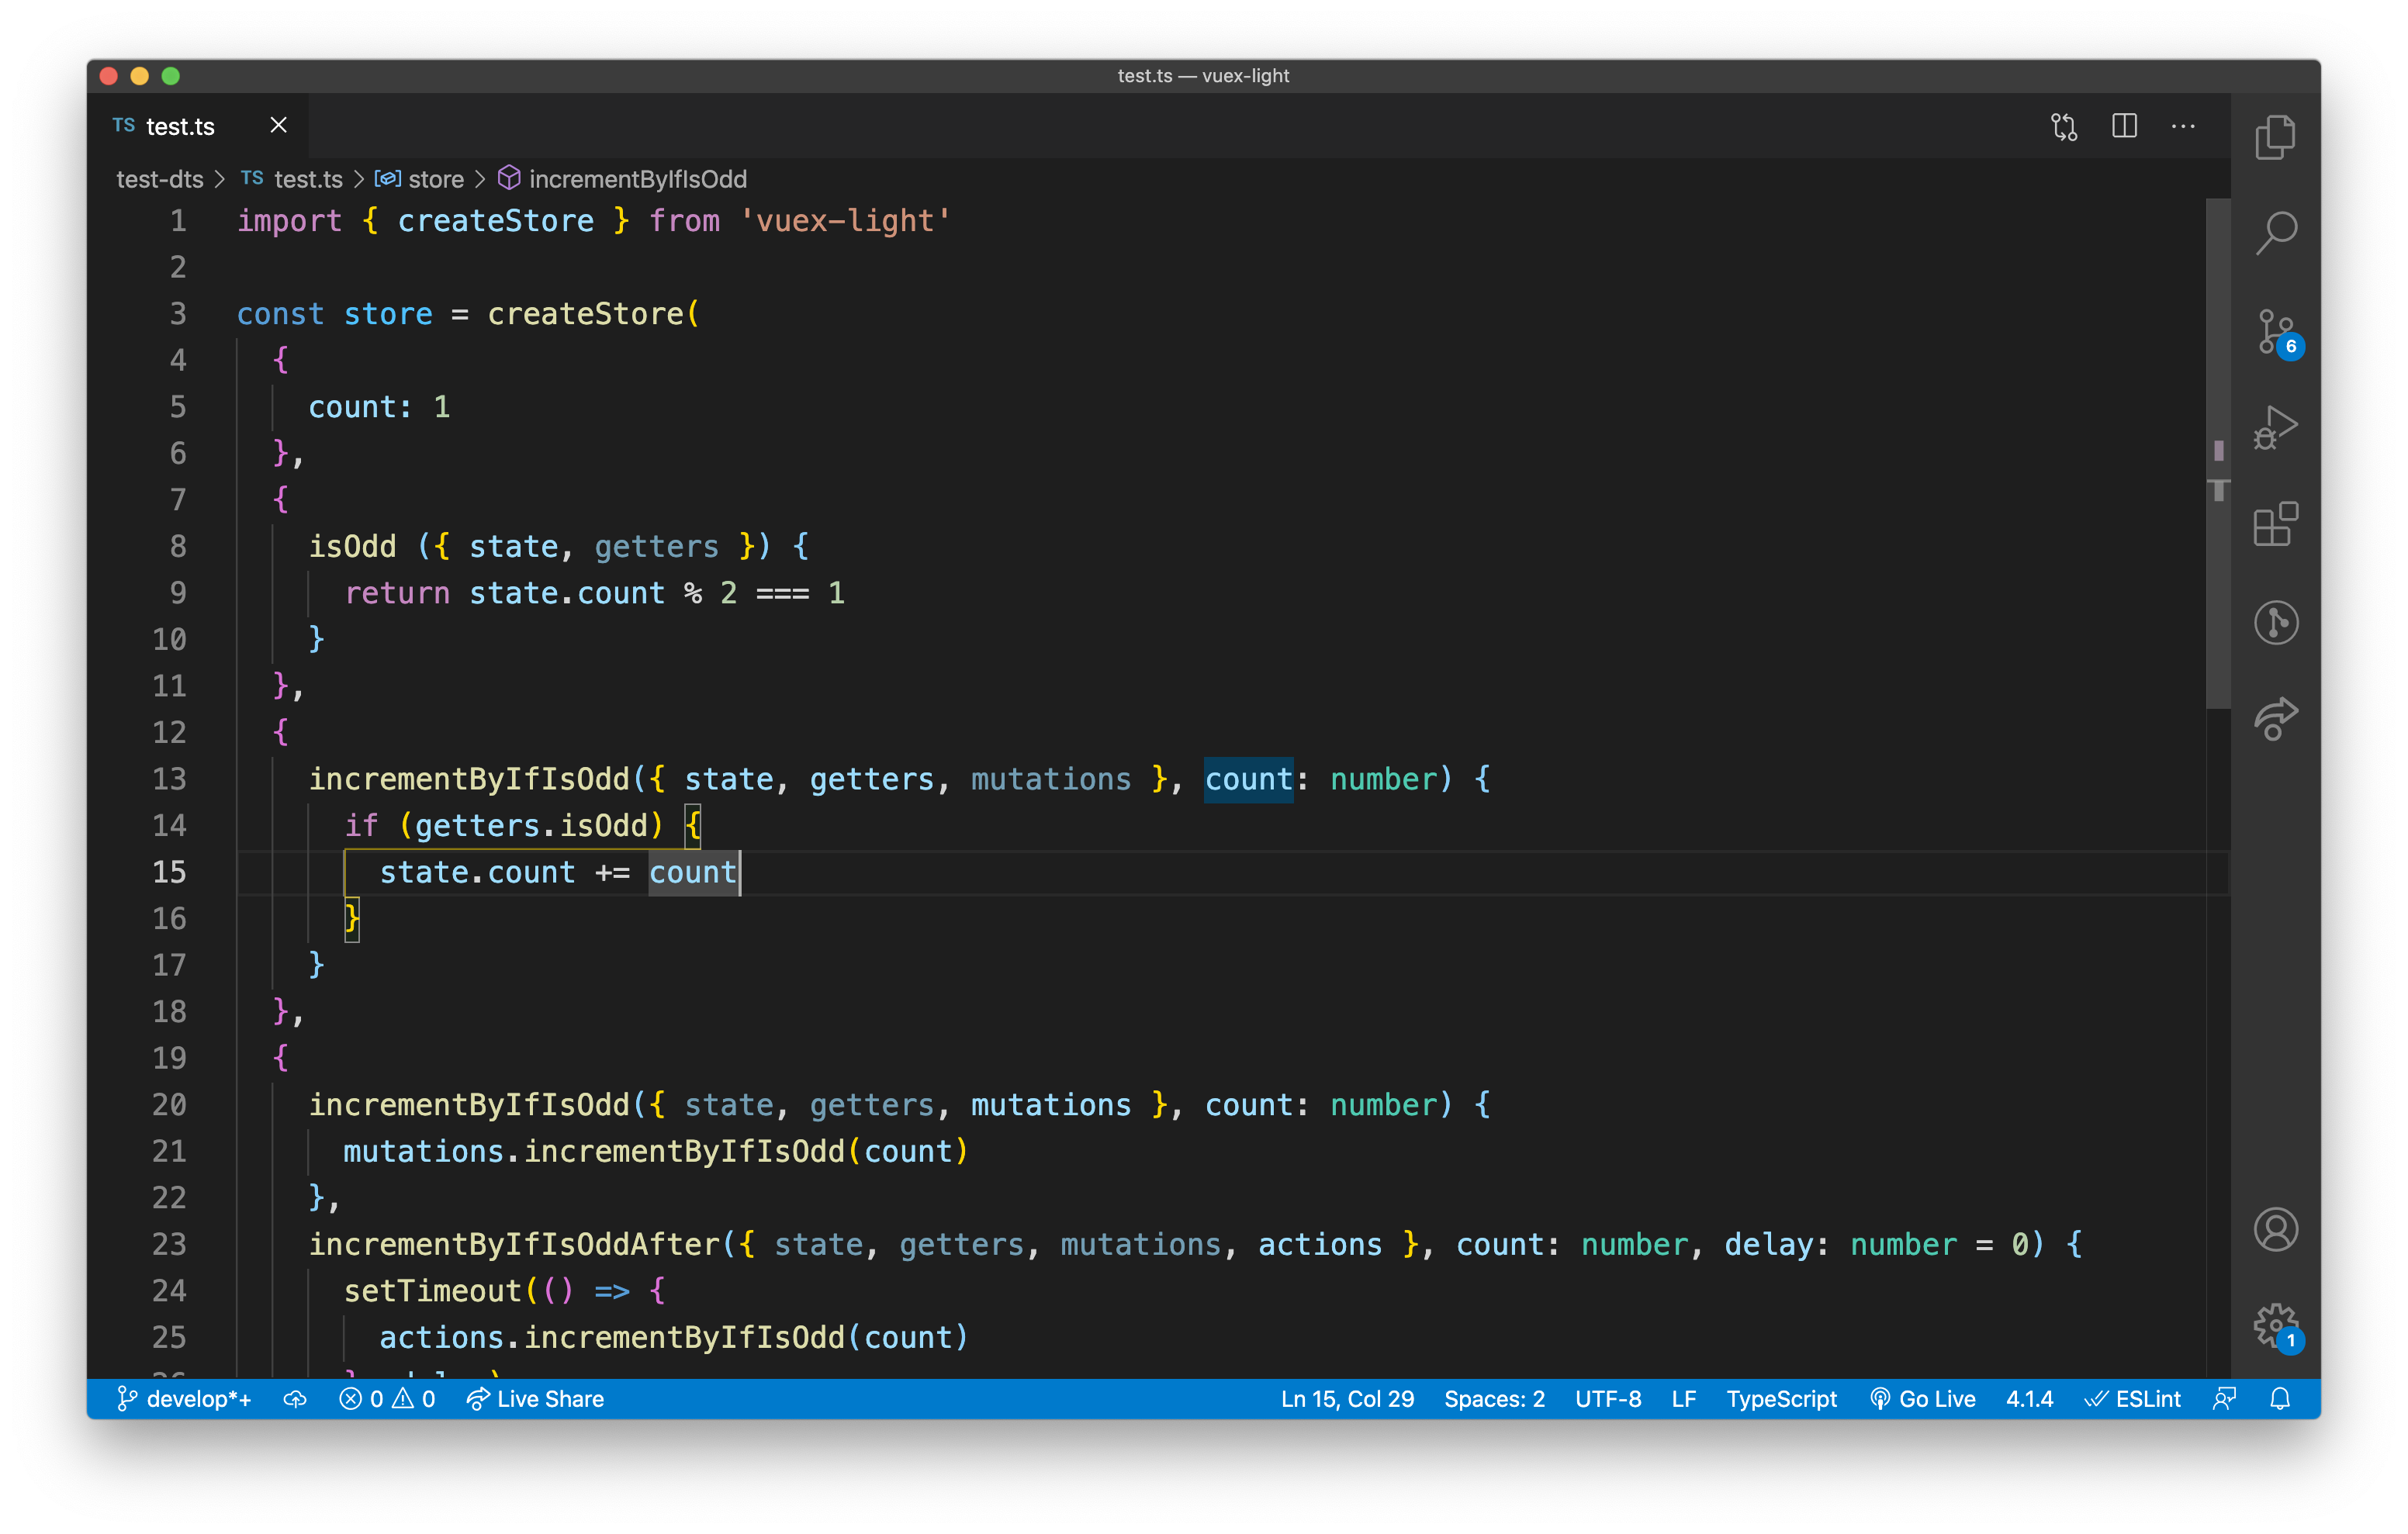 test.ts — vuex-light
TS test.ts
test-dts > TS test.ts > store > incrementByIfIsOdd
1 import { createStore } from 'vuex-light'
2
3 const store = createStore(
4 {
5 count: 1
6 },
7 {
8 isOdd ({ state, getters }) {
9 return state.count % 2 === 1
10 }
11 },
12 {
13 incrementByIfIsOdd({ state, getters, mutations }, count: number) {
14 if (getters.isOdd) {
15 state.count += count
16 }
17 }
18 },
19 {
20 incrementByIfIsOdd({ state, getters, mutations }, count: number) {
21 mutations.incrementByIfIsOdd(count)
22 },
23 incrementByIfIsOddAfter({ state, getters, mutations, actions }, count: number, delay: number = 0) {
24 setTimeout(() => {
25 actions.incrementByIfIsOdd(count)
6
1
develop*+ 0 0 Live Share Ln 15, Col 29 Spaces: 2 UTF-8 LF TypeScript Go Live 4.1.4 ESLint